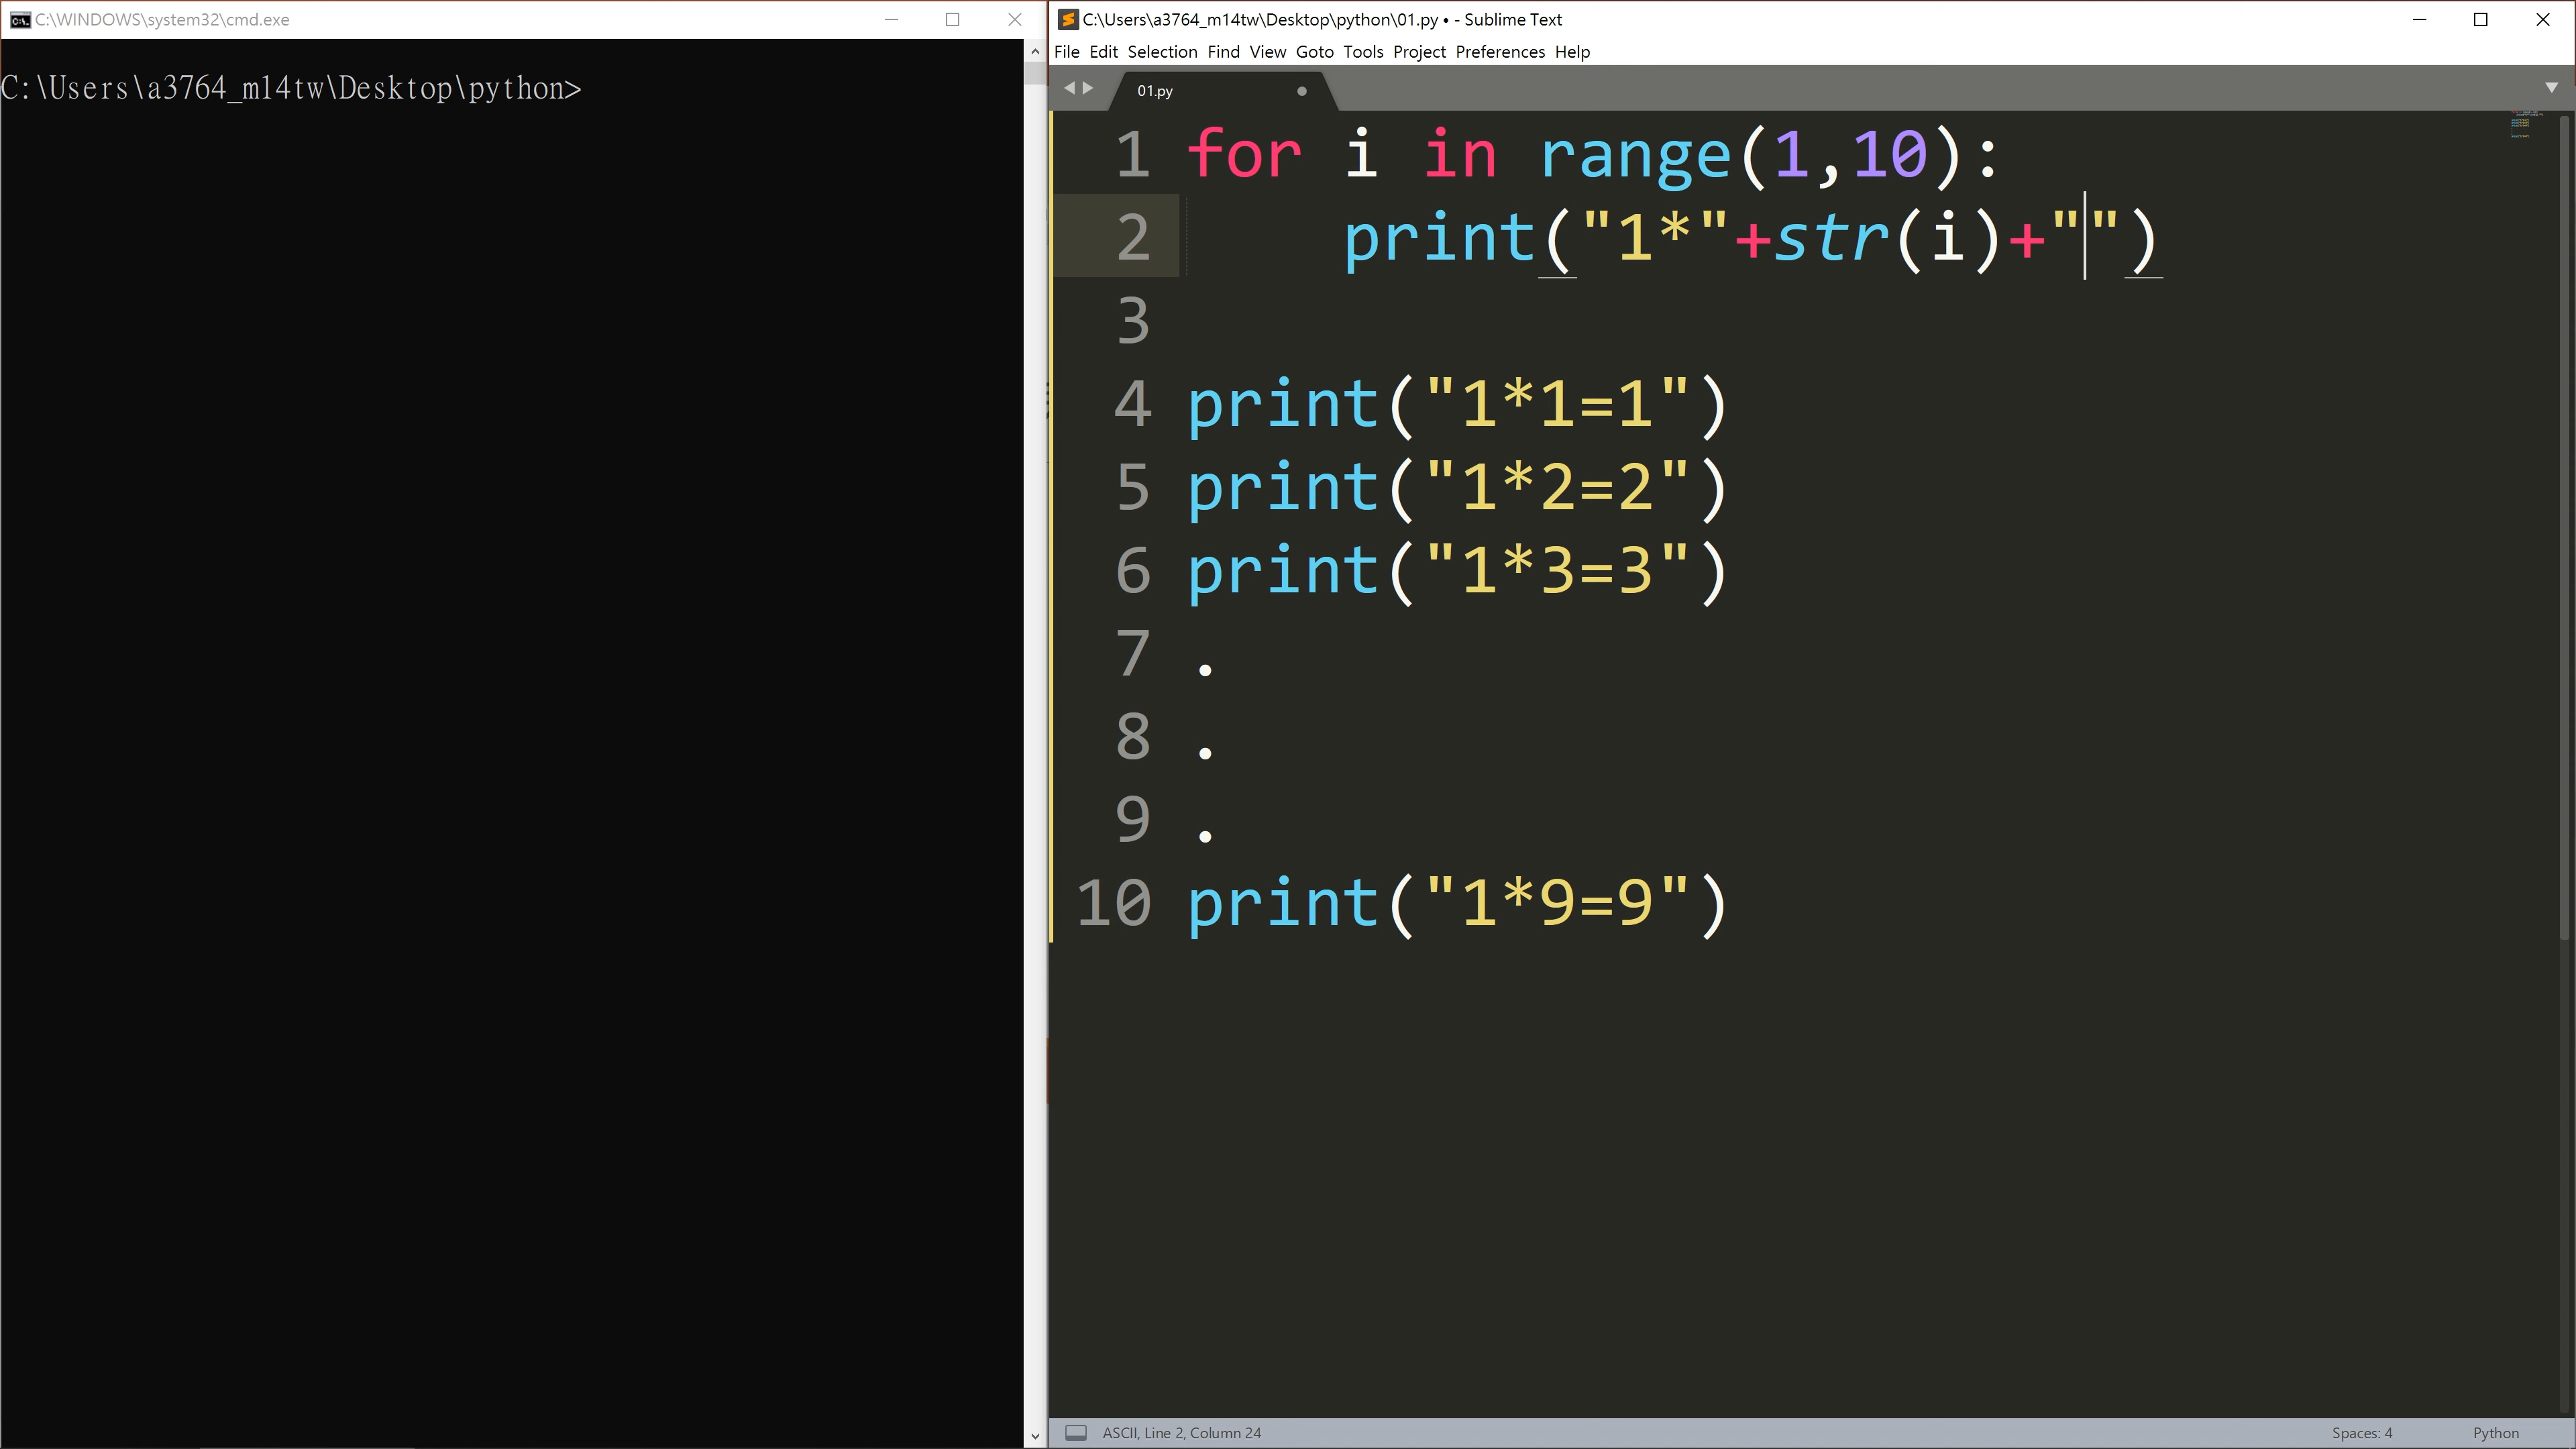 C:\WINDOWS\system32\cmd.exe
C:\Users\a3764_m14tw\Desktop\python>
C:\Users\a3764_m14tw\Desktop\python\01.py • - Sublime Text
File Edit Selection Find View Goto Tools Project Preferences Help
01.py
1 for i in range(1,10):
2     print("1*"+str(i)+"")
3
4 print("1*1=1")
5 print("1*2=2")
6 print("1*3=3")
7 .
8 .
9 .
10 print("1*9=9")
ASCII, Line 2, Column 24
Spaces: 4
Python